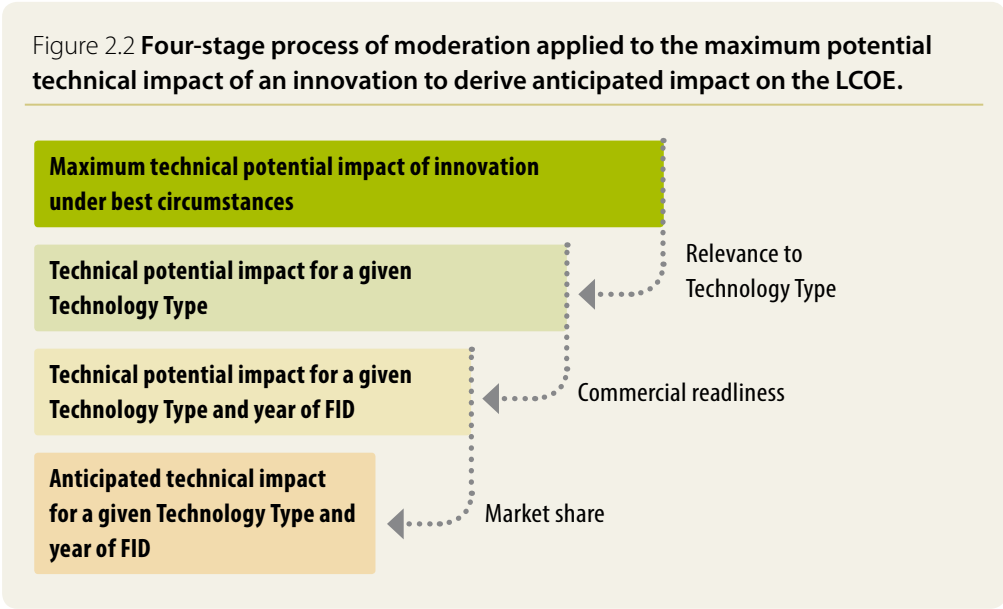 Figure 2.2 Four-stage process of moderation applied to the maximum potential
technical impact of an innovation to derive anticipated impact on the LCOE.
Maximum technical potential impact of innovation
under best circumstances
Relevance to
Technology Type
Technical potential impact for a given
Technology Type
Technical potential impact for a given
Technology Type and year of FID
Commercial readliness
Anticipated technical impact
for a given Technology Type and
year of FID
Market share